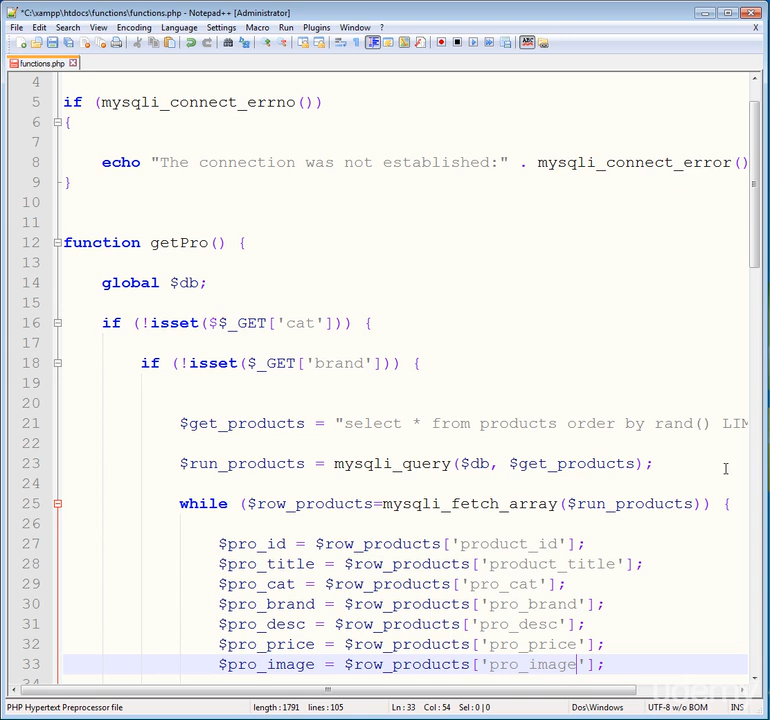 *C:\xampp\htdocs\functions\functions.php - Notepad++ [Administrator]
File Edit Search View Encoding Language Settings Macro Run Plugins Window ? X
functions.php
4
5 if (mysqli_connect_errno())
6 {
7
8 echo "The connection was not established:" . mysqli_connect_error()
9 }
10
11
12 function getPro() {
13
14 global $db;
15
16 if (!isset($$_GET['cat'])) {
17
18 if (!isset($_GET['brand'])) {
19
20
21 $get_products = "select * from products order by rand() LIM
22
23 $run_products = mysqli_query($db, $get_products);
24
25 while ($row_products=mysqli_fetch_array($run_products)) {
26
27 $pro_id = $row_products['product_id'];
28 $pro_title = $row_products['product_title'];
29 $pro_cat = $row_products['pro_cat'];
30 $pro_brand = $row_products['pro_brand'];
31 $pro_desc = $row_products['pro_desc'];
32 $pro_price = $row_products['pro_price'];
33 $pro_image = $row_products['pro_image'];
34
udemy
PHP Hypertext Preprocessor file length : 1791 lines : 105 Ln : 33 Col : 54 Sel : 0 | 0 Dos\Windows UTF-8 w/o BOM INS